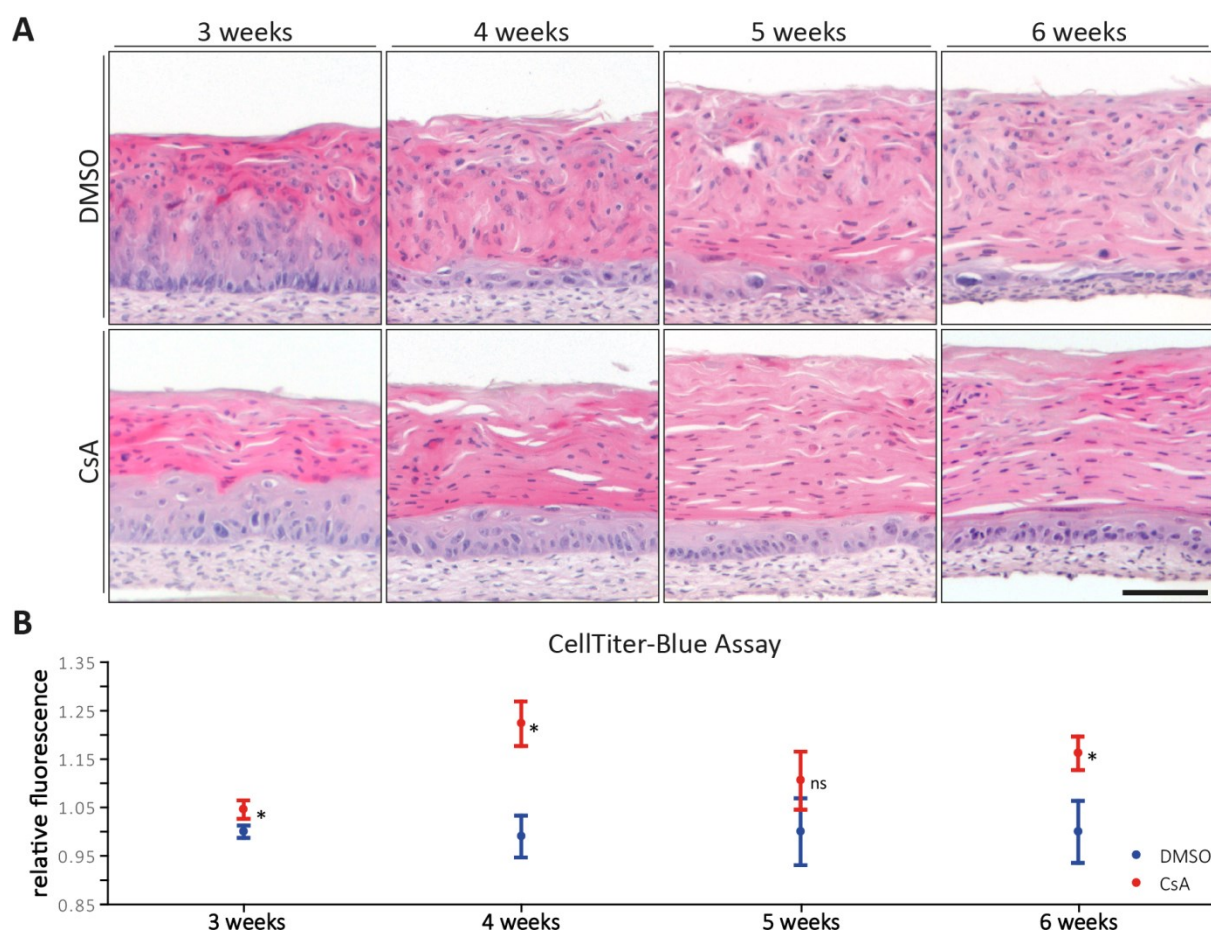 A
3 weeks 4 weeks 5 weeks 6 weeks
DMSO
CsA
B
CellTiter-Blue Assay
relative fluorescence
1.35
1.25
1.15
1.05
0.95
0.85
*
*
ns
*
DMSO
CsA
3 weeks 4 weeks 5 weeks 6 weeks